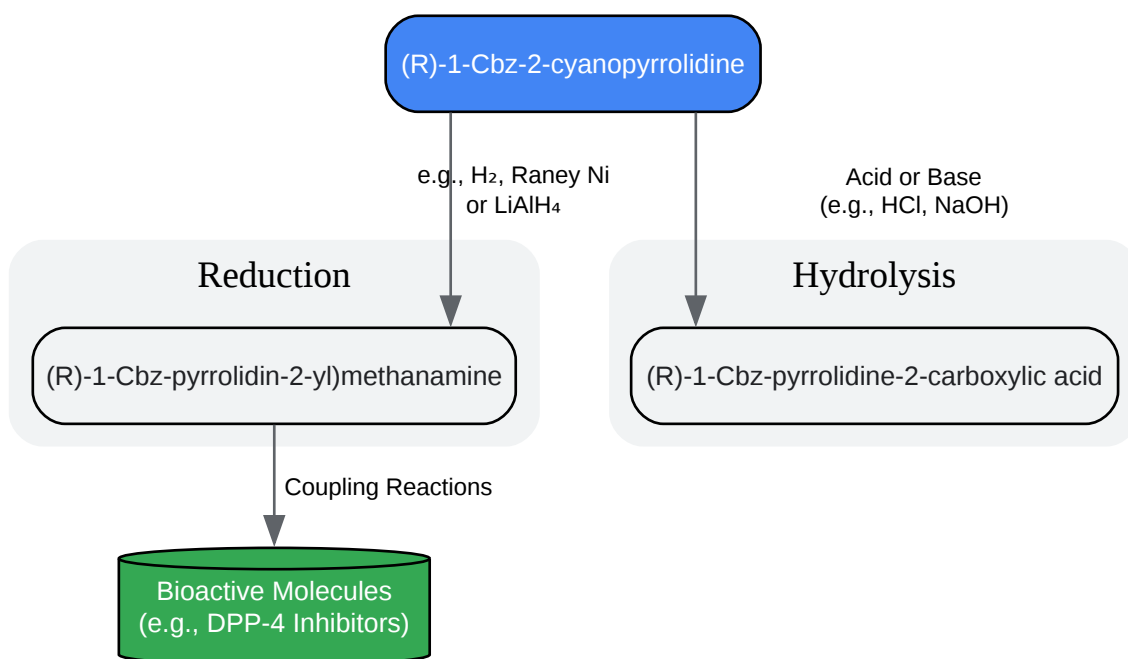 (R)-1-Cbz-2-cyanopyrrolidine
e.g., H₂, Raney Ni
or LiAlH₄
Acid or Base
(e.g., HCl, NaOH)
Reduction
Hydrolysis
(R)-1-Cbz-pyrrolidin-2-yl)methanamine
(R)-1-Cbz-pyrrolidine-2-carboxylic acid
Coupling Reactions
Bioactive Molecules
(e.g., DPP-4 Inhibitors)